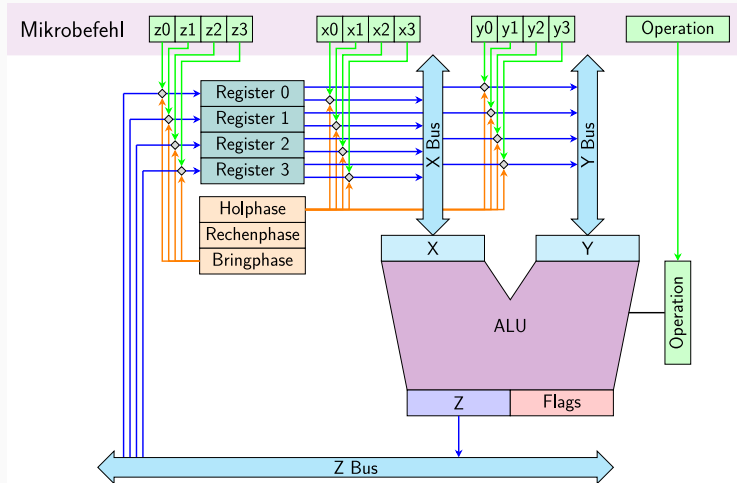 Mikrobefehl z0 z1 z2 z3 x0 x1 x2 x3 y0 y1 y2 y3 Operation
Register 0
Register 1
Register 2
Register 3
X Bus
Y Bus
Holphase
Rechenphase
Bringphase
X Y
ALU
Operation
Z Flags
Z Bus